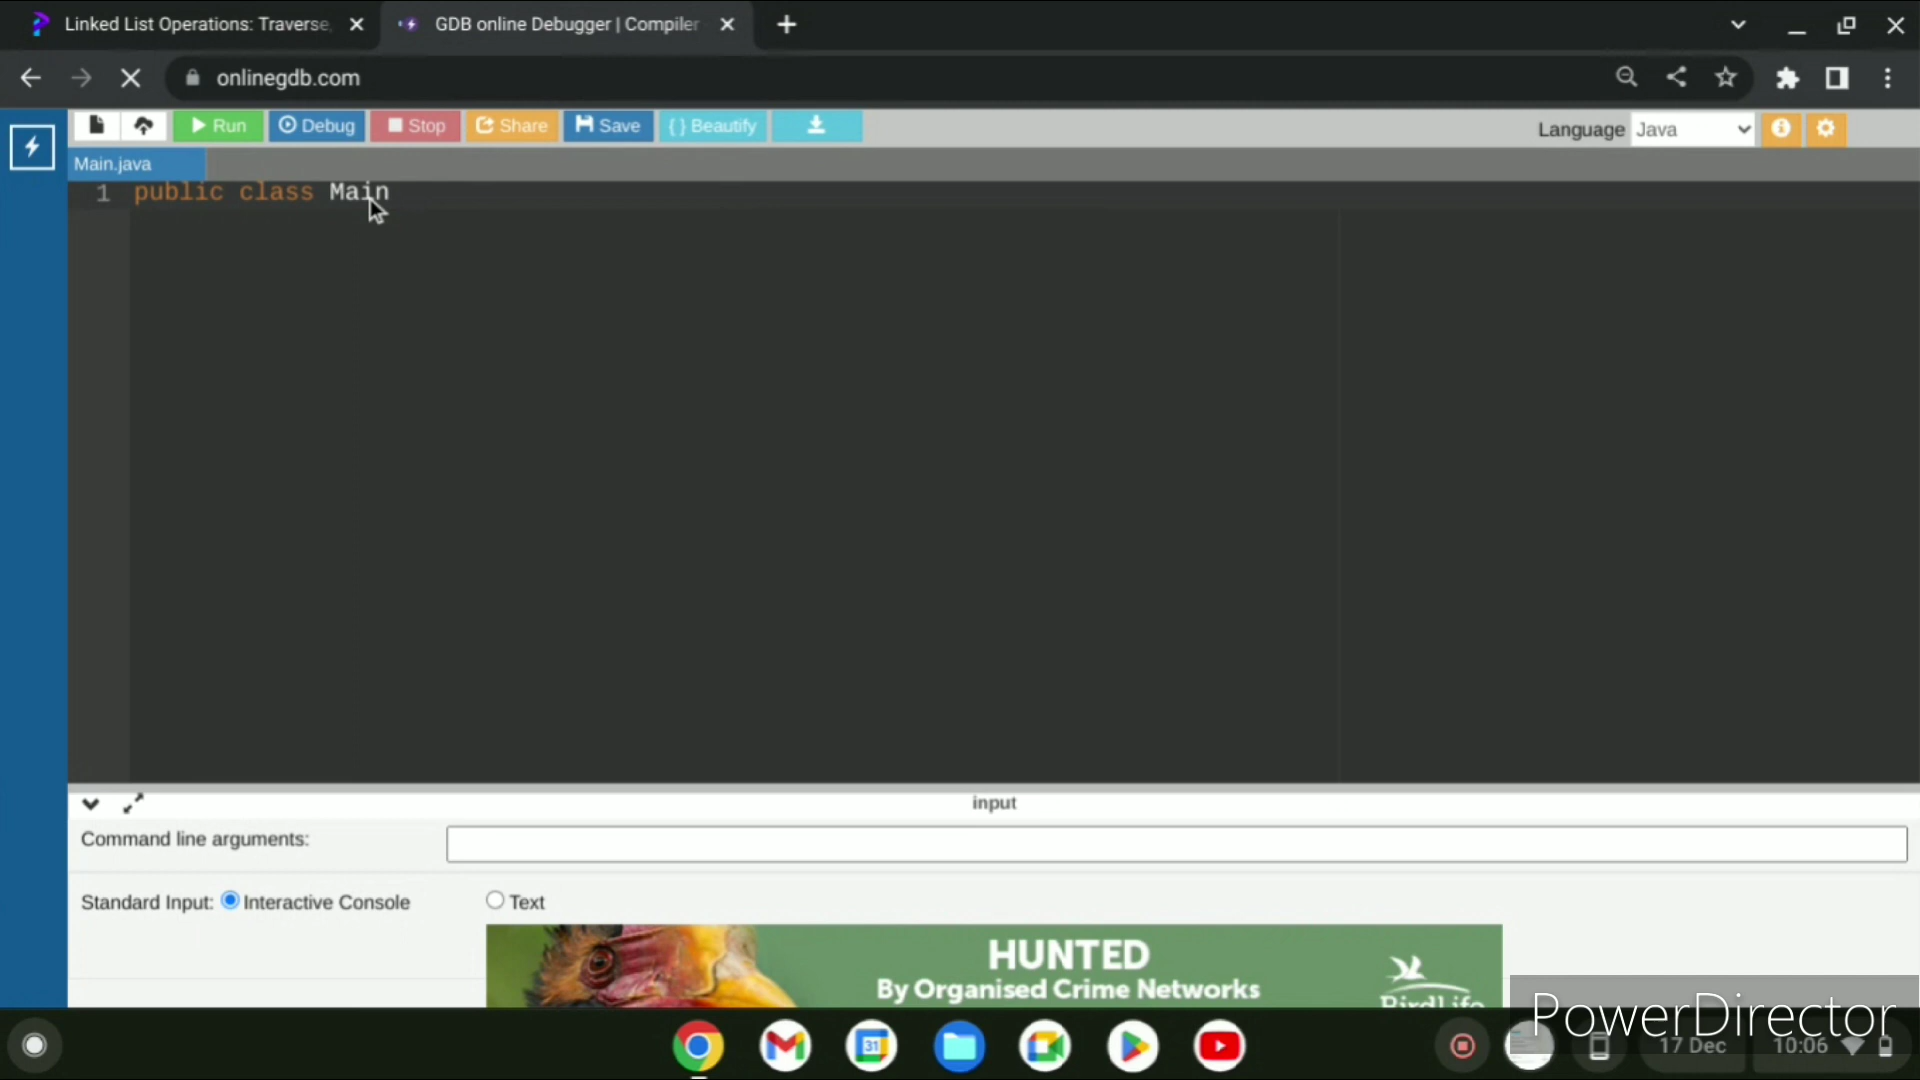 Linked List Operations: Traverse,
GDB online Debugger | Compiler
onlinegdb.com
Run
Debug
Stop
Share
Save
{ } Beautify
Language
Java
Main.java
1 public class Main
input
Command line arguments:
Standard Input:
Interactive Console
Text
HUNTED
By Organised Crime Networks
BirdLife
31
PowerDirector
17 Dec
10:06